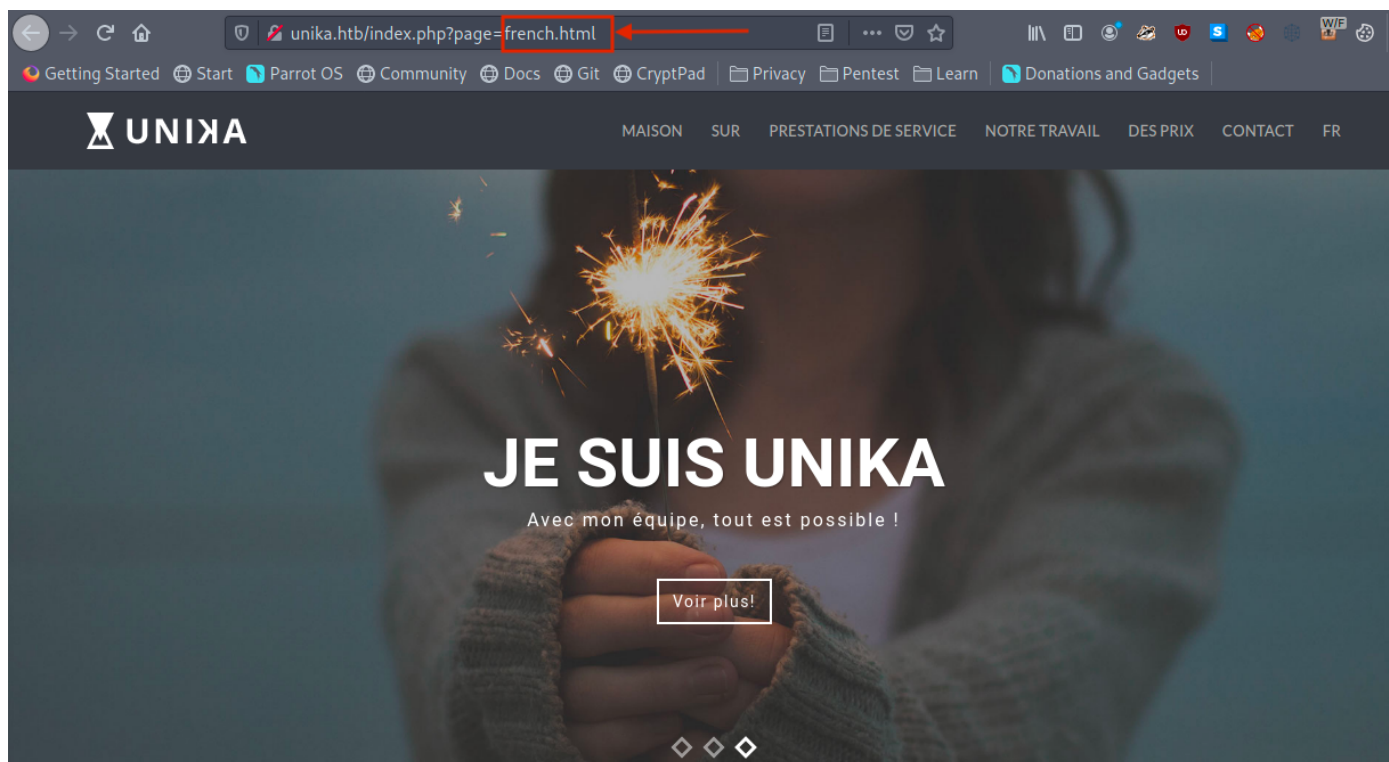 unika.htb/index.php?page=french.html
Getting Started Start Parrot OS Community Docs Git CryptPad Privacy Pentest Learn Donations and Gadgets
UNIKA MAISON SUR PRESTATIONS DE SERVICE NOTRE TRAVAIL DES PRIX CONTACT FR
JE SUIS UNIKA
Avec mon équipe, tout est possible !
Voir plus!